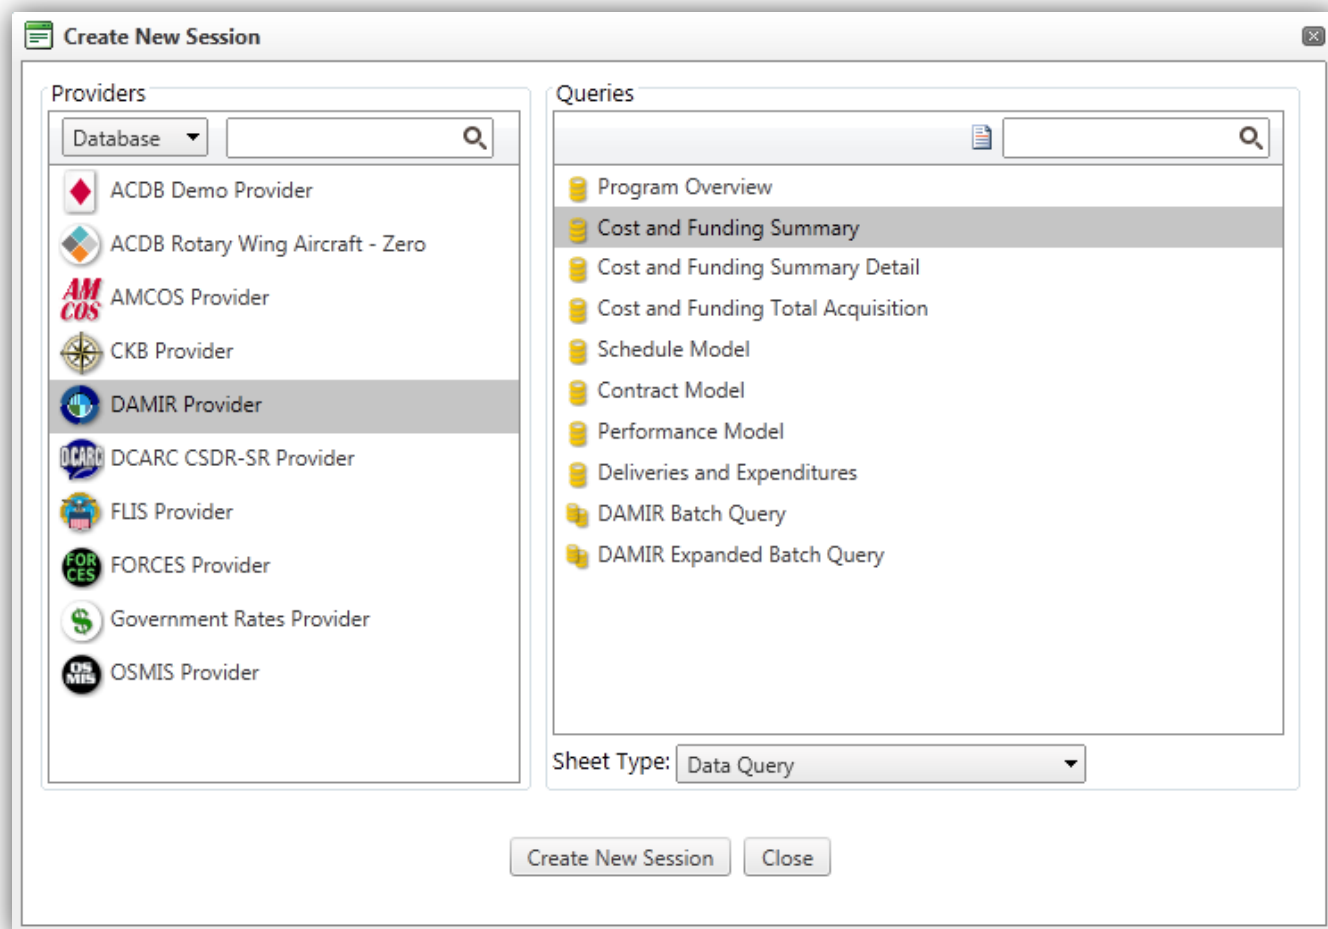 Create New Session
Providers
Database
ACDB Demo Provider
ACDB Rotary Wing Aircraft - Zero
AM
COS
AMCOS Provider
CKB Provider
DAMIR Provider
DCARC
DCARC CSDR-SR Provider
FLIS Provider
FOR
CES
FORCES Provider
$
Government Rates Provider
OS
MIS
OSMIS Provider
Queries
Program Overview
Cost and Funding Summary
Cost and Funding Summary Detail
Cost and Funding Total Acquisition
Schedule Model
Contract Model
Performance Model
Deliveries and Expenditures
DAMIR Batch Query
DAMIR Expanded Batch Query
Sheet Type: Data Query
Create New Session Close